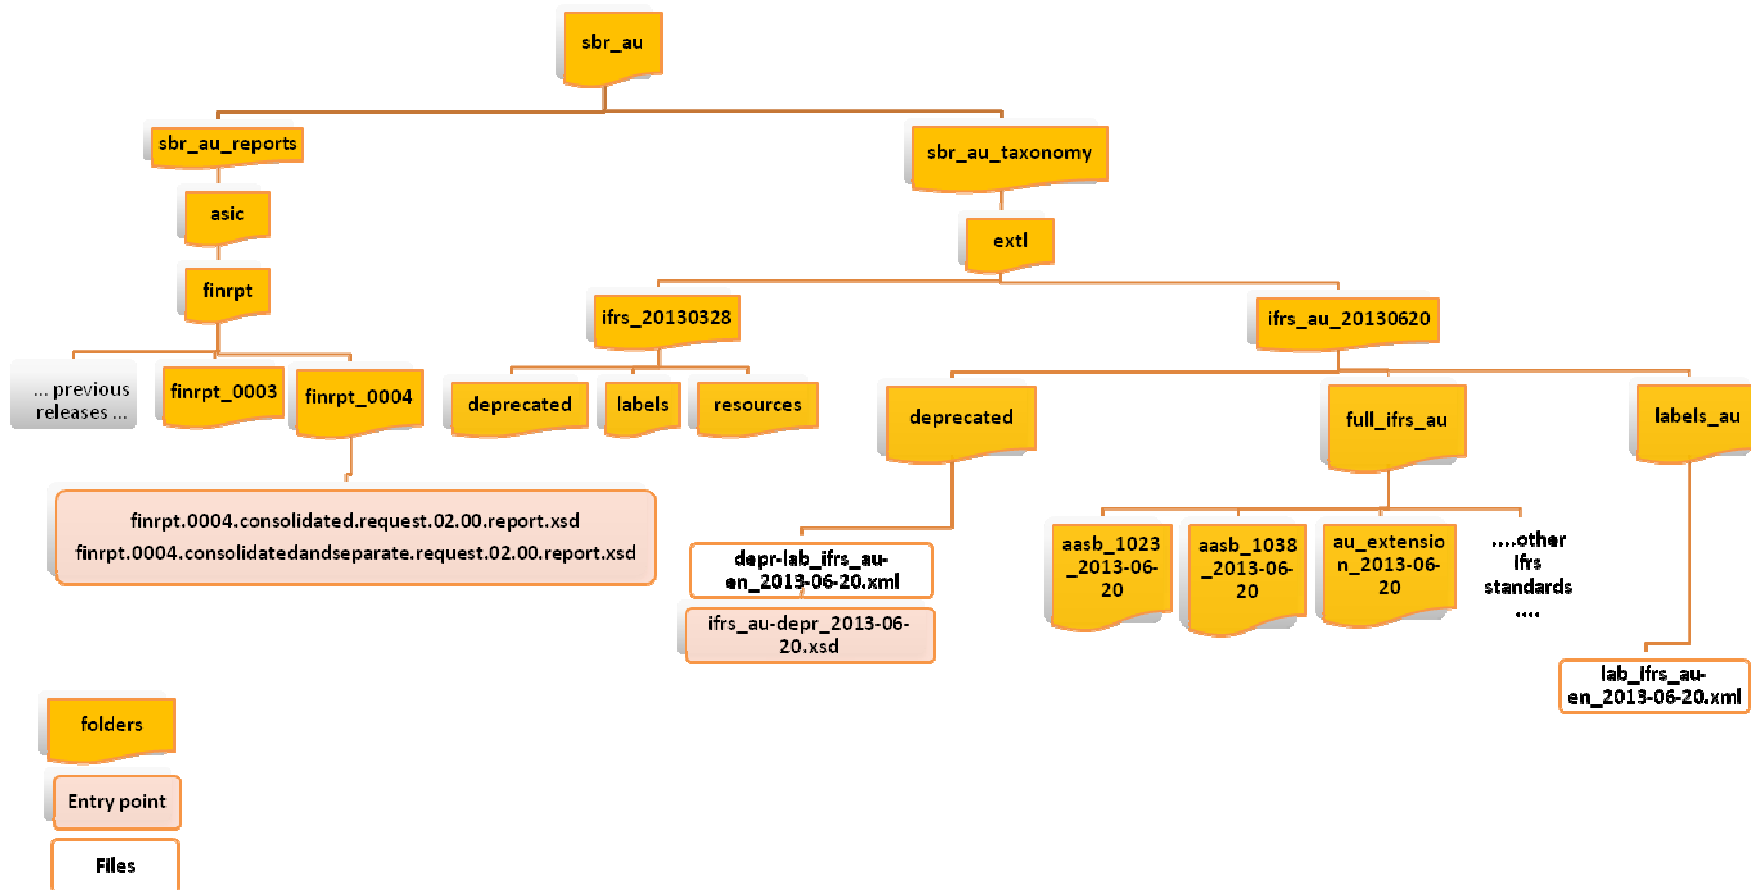 sbr_au
sbr_au_reports
sbr_au_taxonomy
asic
extl
finrpt
ifrs_20130328
ifrs_au_20130620
... previous
releases ...
finrpt_0003
finrpt_0004
deprecated
labels
resources
deprecated
full_ifrs_au
labels_au
finrpt.0004.consolidated.request.02.00.report.xsd
finrpt.0004.consolidatedandseparate.request.02.00.report.xsd
depr-lab_ifrs_au-
en_2013-06-20.xml
ifrs_au-depr_2013-06-
20.xsd
aasb_1023
_2013-06-
20
aasb_1038
_2013-06-
20
au_extensio
n_2013-06-
20
....other
ifrs
standards
....
lab_ifrs_au-
en_2013-06-20.xml
folders
Entry point
Files